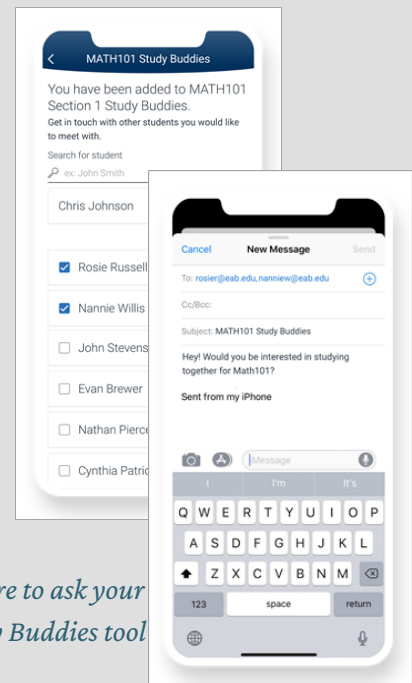 MATH101 Study Buddies
You have been added to MATH101
Section 1 Study Buddies.
Get in touch with other students you would like
to meet with.
Search for student
ex: John Smith
Chris Johnson
Rosie Russell
Nannie Willis
John Stevens
Evan Brewer
Nathan Pierce
Cynthia Patric
Cancel New Message Send
To: rosier@eab.edu, nanniew@eab.edu
Cc/Bcc:
Subject: MATH101 Study Buddies
Hey! Would you be interested in studying
together for Math101?
Sent from my iPhone
iMessage
I I'm It's
Q W E R T Y U I O P
A S D F G H J K L
Z X C V B N M
123 space return
re to ask your
Buddies tool